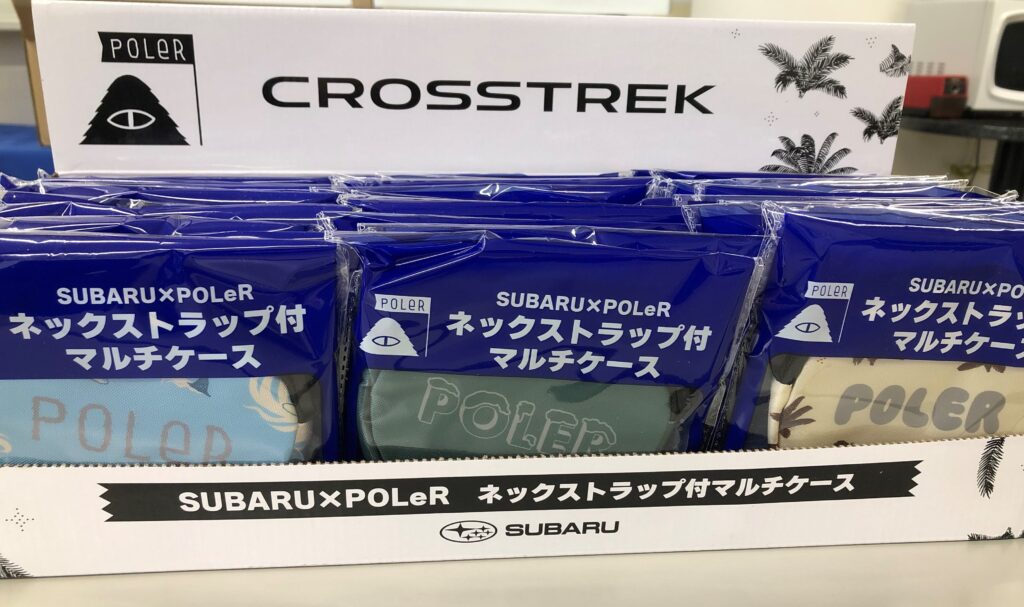 POLeR
CROSSTREK
SUBARU×POLeR
ネックストラップ付
マルチケース
POLeR
POLeR
SUBARU×POLeR
ネックストラップ付
マルチケース
POLER
POLeR
SUBARU×PO
ネックストラ
マルチケー
POLER
SUBARU×POLeR ネックストラップ付マルチケース
SUBARU